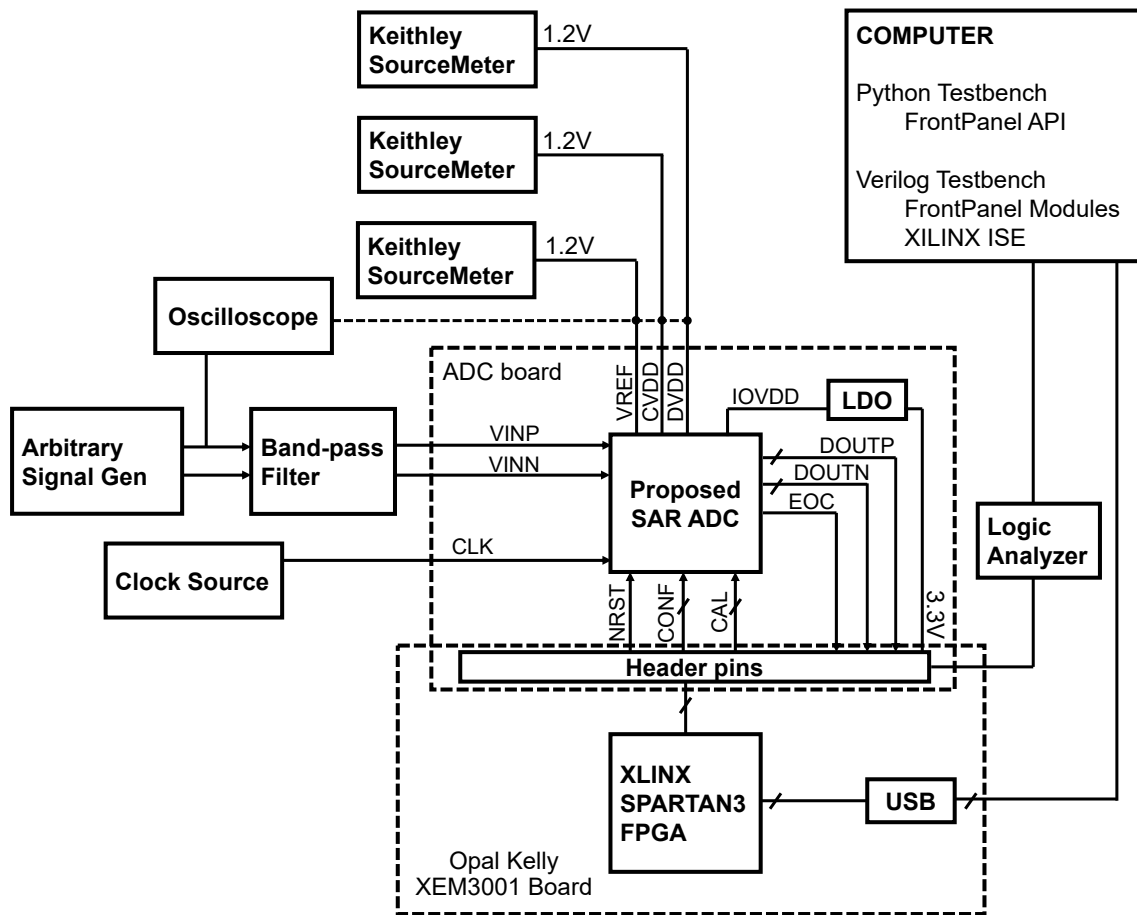 Keithley
SourceMeter
1.2V
COMPUTER
Python Testbench
FrontPanel API
Verilog Testbench
FrontPanel Modules
XILINX ISE
Keithley
SourceMeter
1.2V
Keithley
SourceMeter
1.2V
Oscilloscope
ADC board
VREF
CVDD
DVDD
IOVDD
LDO
Arbitrary
Signal Gen
Band-pass
Filter
VINP
VINN
Proposed
SAR ADC
DOUTP
DOUTN
EOC
Logic
Analyzer
Clock Source
CLK
NRST
CONF
CAL
3.3V
Header pins
XLINX
SPARTAN3
FPGA
USB
Opal Kelly
XEM3001 Board